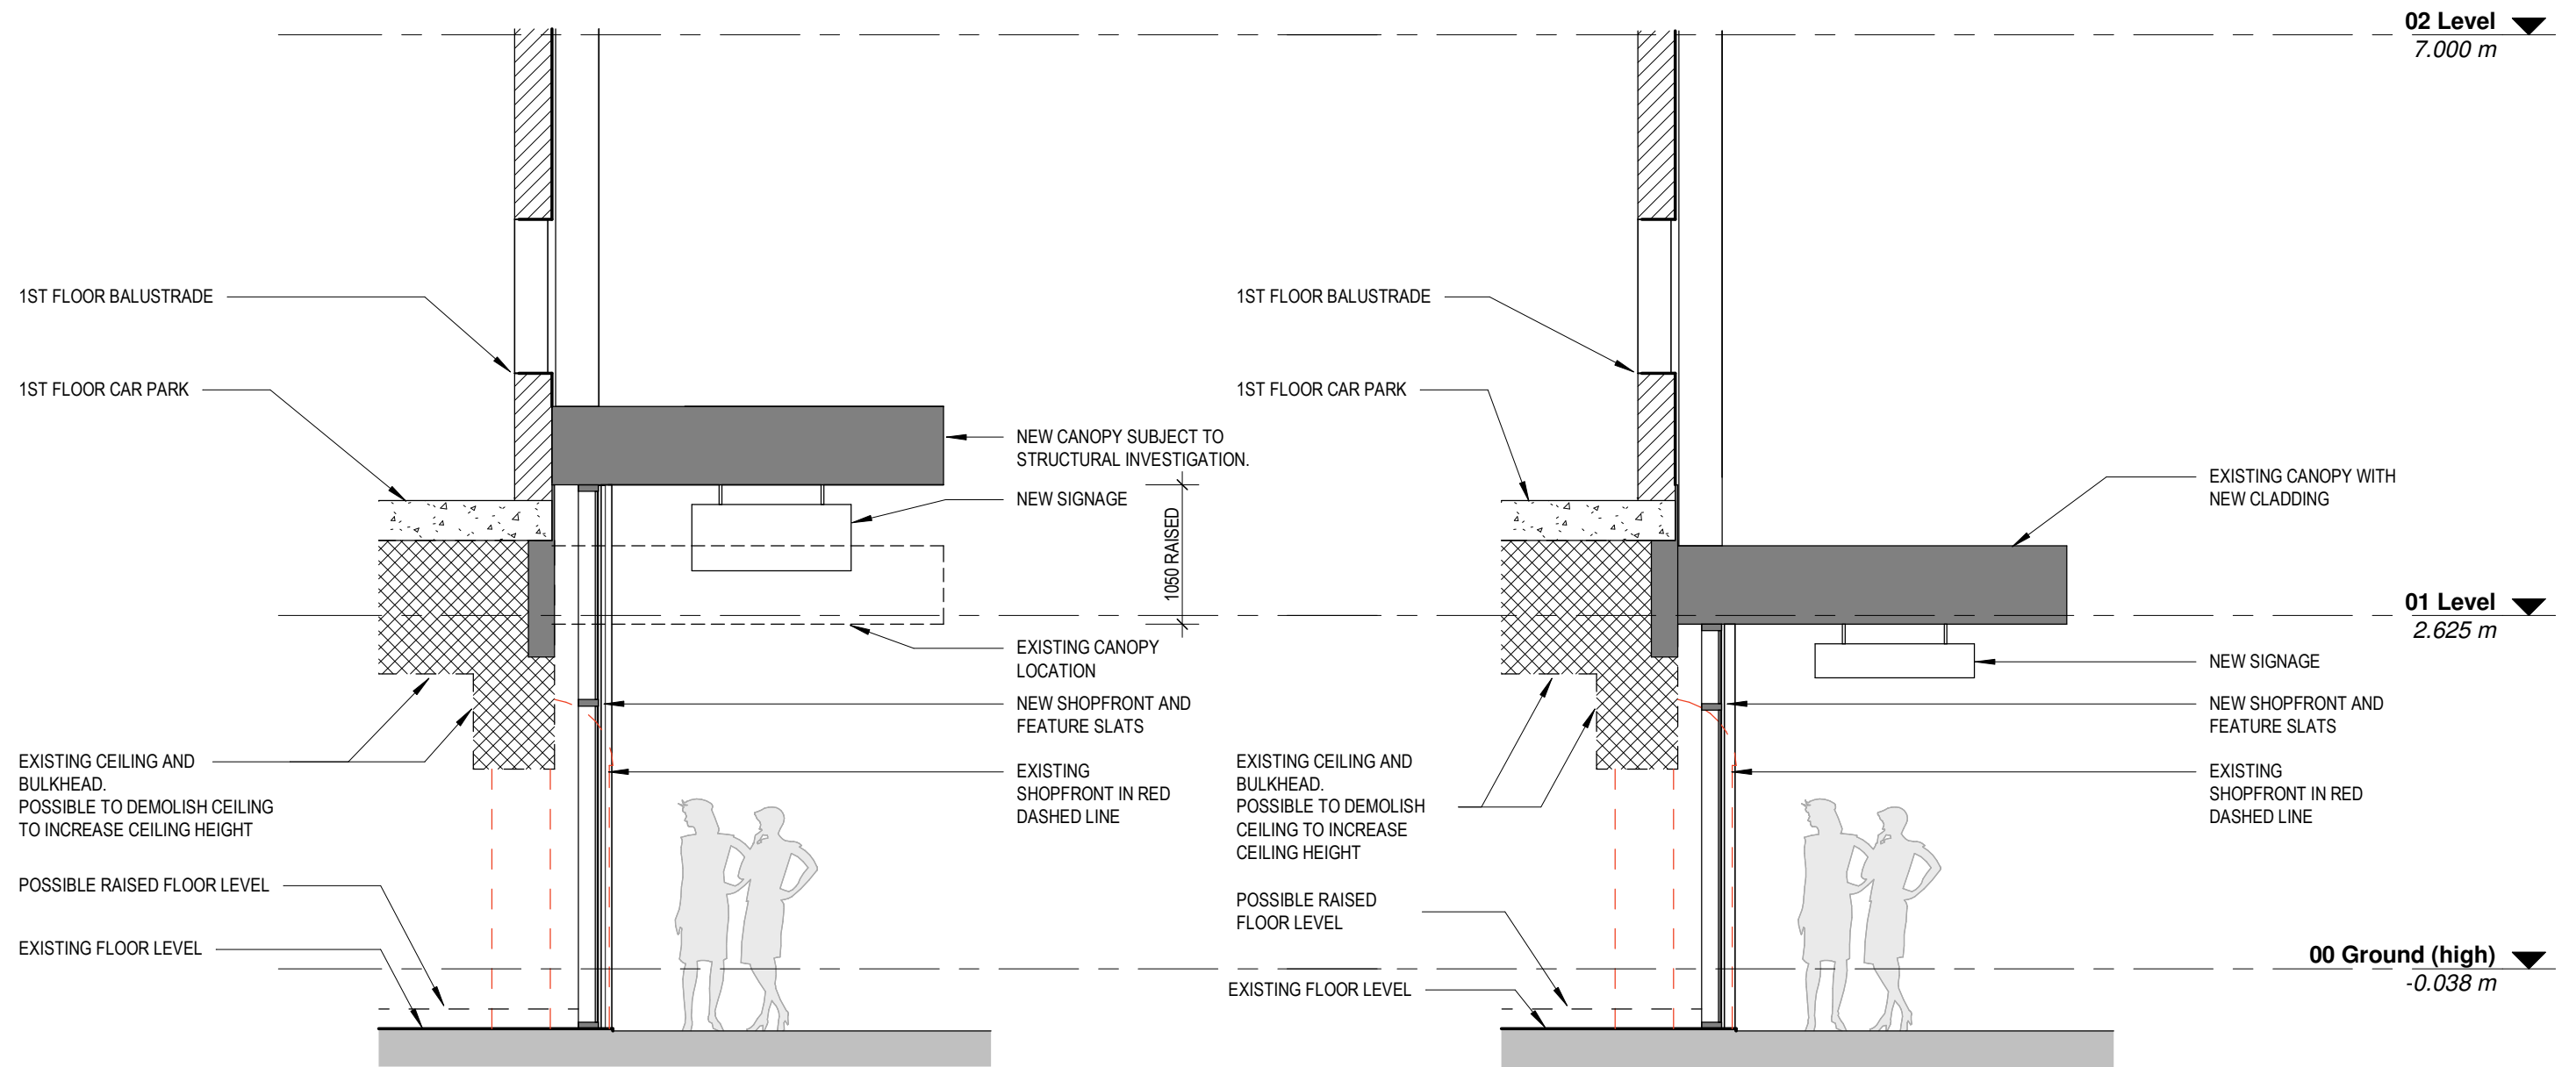 02 Level
7.000 m
1ST FLOOR BALUSTRADE
1ST FLOOR CAR PARK
NEW CANOPY SUBJECT TO
STRUCTURAL INVESTIGATION.
NEW SIGNAGE
1050 RAISED
EXISTING CANOPY
LOCATION
NEW SHOPFRONT AND
FEATURE SLATS
EXISTING
SHOPFRONT IN RED
DASHED LINE
EXISTING CEILING AND
BULKHEAD.
POSSIBLE TO DEMOLISH CEILING
TO INCREASE CEILING HEIGHT
POSSIBLE RAISED FLOOR LEVEL
EXISTING FLOOR LEVEL
1ST FLOOR BALUSTRADE
1ST FLOOR CAR PARK
EXISTING CANOPY WITH
NEW CLADDING
01 Level
2.625 m
NEW SIGNAGE
NEW SHOPFRONT AND
FEATURE SLATS
EXISTING
SHOPFRONT IN RED
DASHED LINE
EXISTING CEILING AND
BULKHEAD.
POSSIBLE TO DEMOLISH
CEILING TO INCREASE
CEILING HEIGHT
POSSIBLE RAISED
FLOOR LEVEL
EXISTING FLOOR LEVEL
00 Ground (high)
-0.038 m